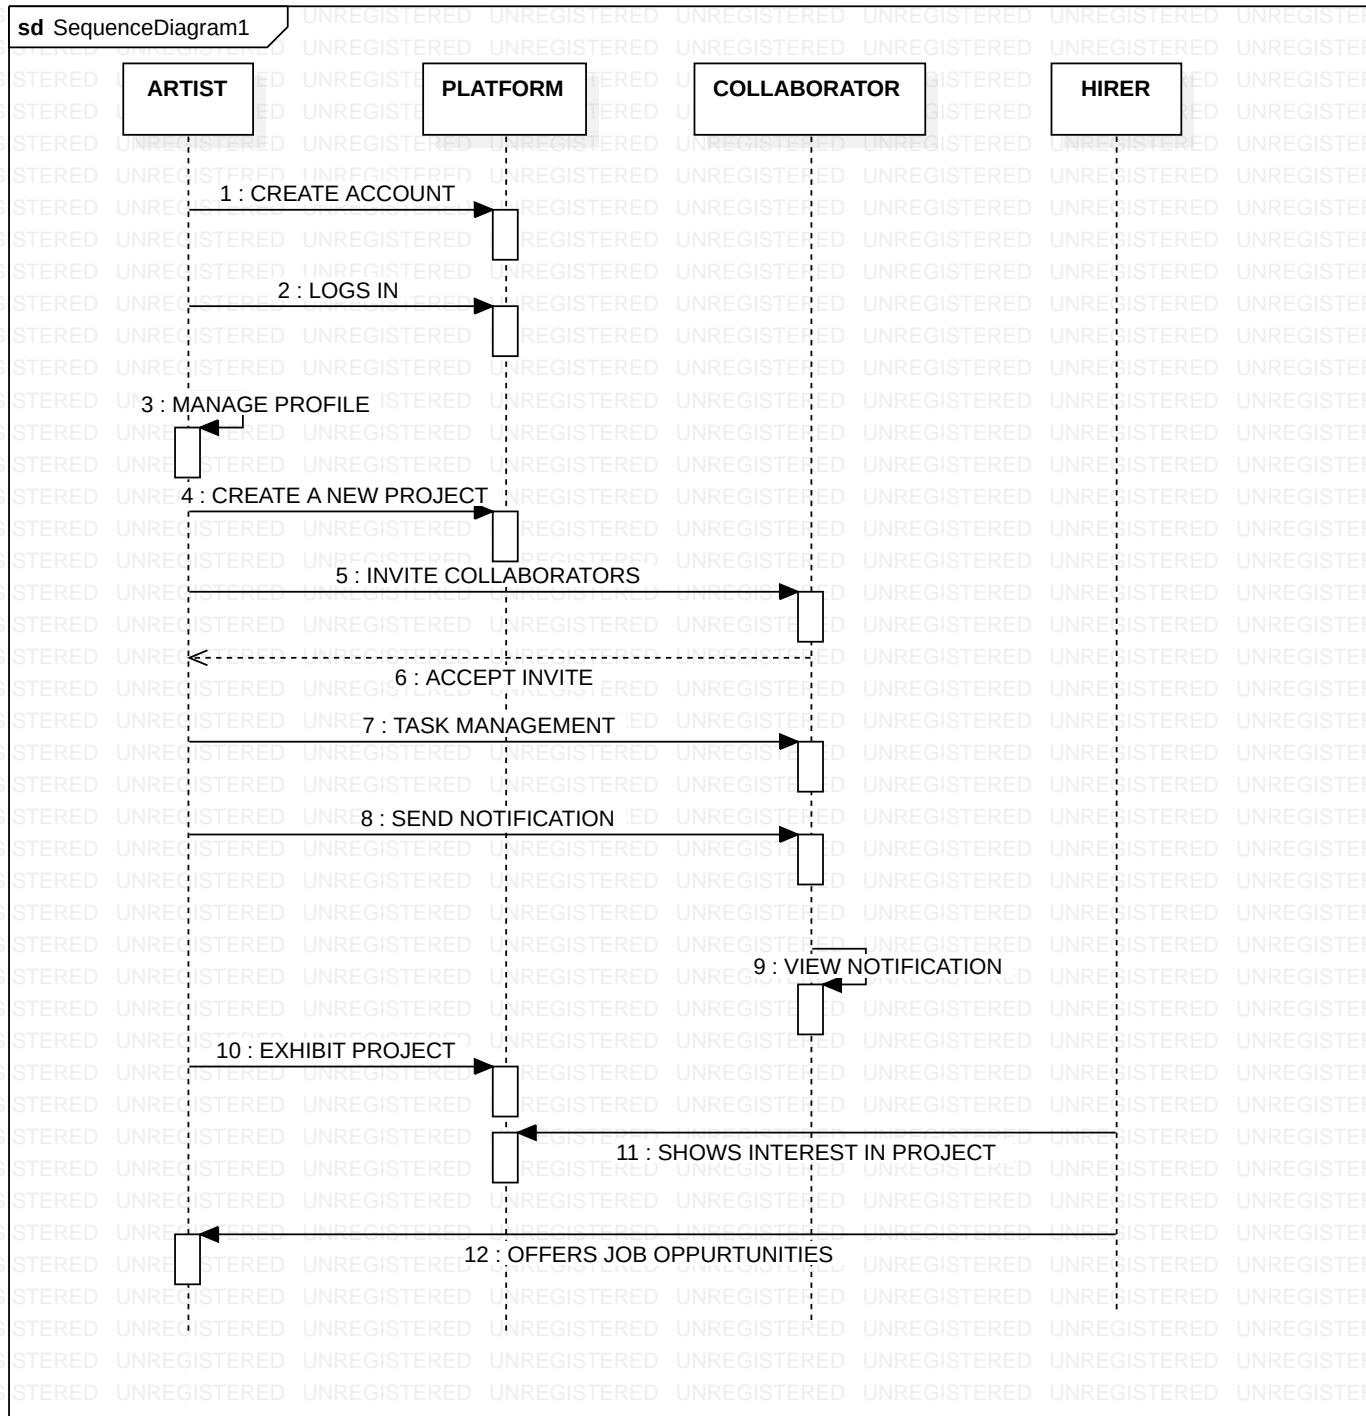 sd SequenceDiagram1
ARTIST
PLATFORM
COLLABORATOR
HIRER
1 : CREATE ACCOUNT
2 : LOGS IN
3 : MANAGE PROFILE
4 : CREATE A NEW PROJECT
5 : INVITE COLLABORATORS
6 : ACCEPT INVITE
7 : TASK MANAGEMENT
8 : SEND NOTIFICATION
9 : VIEW NOTIFICATION
10 : EXHIBIT PROJECT
11 : SHOWS INTEREST IN PROJECT
12 : OFFERS JOB OPPURTUNITIES
UNREGISTERED